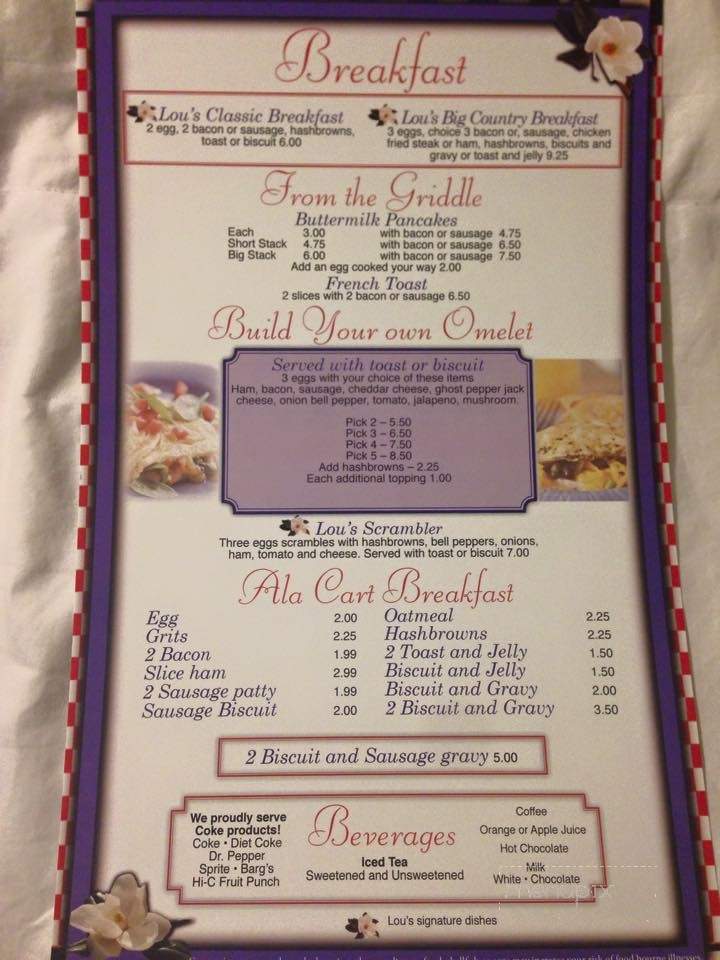 Breakfast
Lou's Classic Breakfast
2 egg, 2 bacon or sausage, hashbrowns,
toast or biscuit 6.00
Lou's Big Country Breakfast
3 eggs, choice 3 bacon or, sausage, chicken
fried steak or ham, hashbrowns, biscuits and
gravy or toast and jelly 9.25
From the Griddle
Buttermilk Pancakes
Each 3.00 with bacon or sausage 4.75
Short Stack 4.75 with bacon or sausage 6.50
Big Stack 6.00 with bacon or sausage 7.50
Add an egg cooked your way 2.00
French Toast
2 slices with 2 bacon or sausage 6.50
Build Your own Omelet
Served with toast or biscuit
3 eggs with your choice of these items
Ham, bacon, sausage, cheddar cheese, ghost pepper jack
cheese, onion bell pepper, tomato, jalapeno, mushroom.
Pick 2 – 5.50
Pick 3 – 6.50
Pick 4 – 7.50
Pick 5 – 8.50
Add hashbrowns – 2.25
Each additional topping 1.00
Lou's Scrambler
Three eggs scrambles with hashbrowns, bell peppers, onions,
ham, tomato and cheese. Served with toast or biscuit 7.00
Ala Cart Breakfast
Egg 2.00
Grits 2.25
2 Bacon 1.99
Slice ham 2.99
2 Sausage patty 1.99
Sausage Biscuit 2.00
Oatmeal 2.25
Hashbrowns 2.25
2 Toast and Jelly 1.50
Biscuit and Jelly 1.50
Biscuit and Gravy 2.00
2 Biscuit and Gravy 3.50
2 Biscuit and Sausage gravy 5.00
We proudly serve
Coke products!
Coke • Diet Coke
Dr. Pepper
Sprite • Barg's
Hi-C Fruit Punch
Beverages
Iced Tea
Sweetened and Unsweetened
Coffee
Orange or Apple Juice
Hot Chocolate
Milk
White • Chocolate
Lou's signature dishes
risk of food bourne illnesses